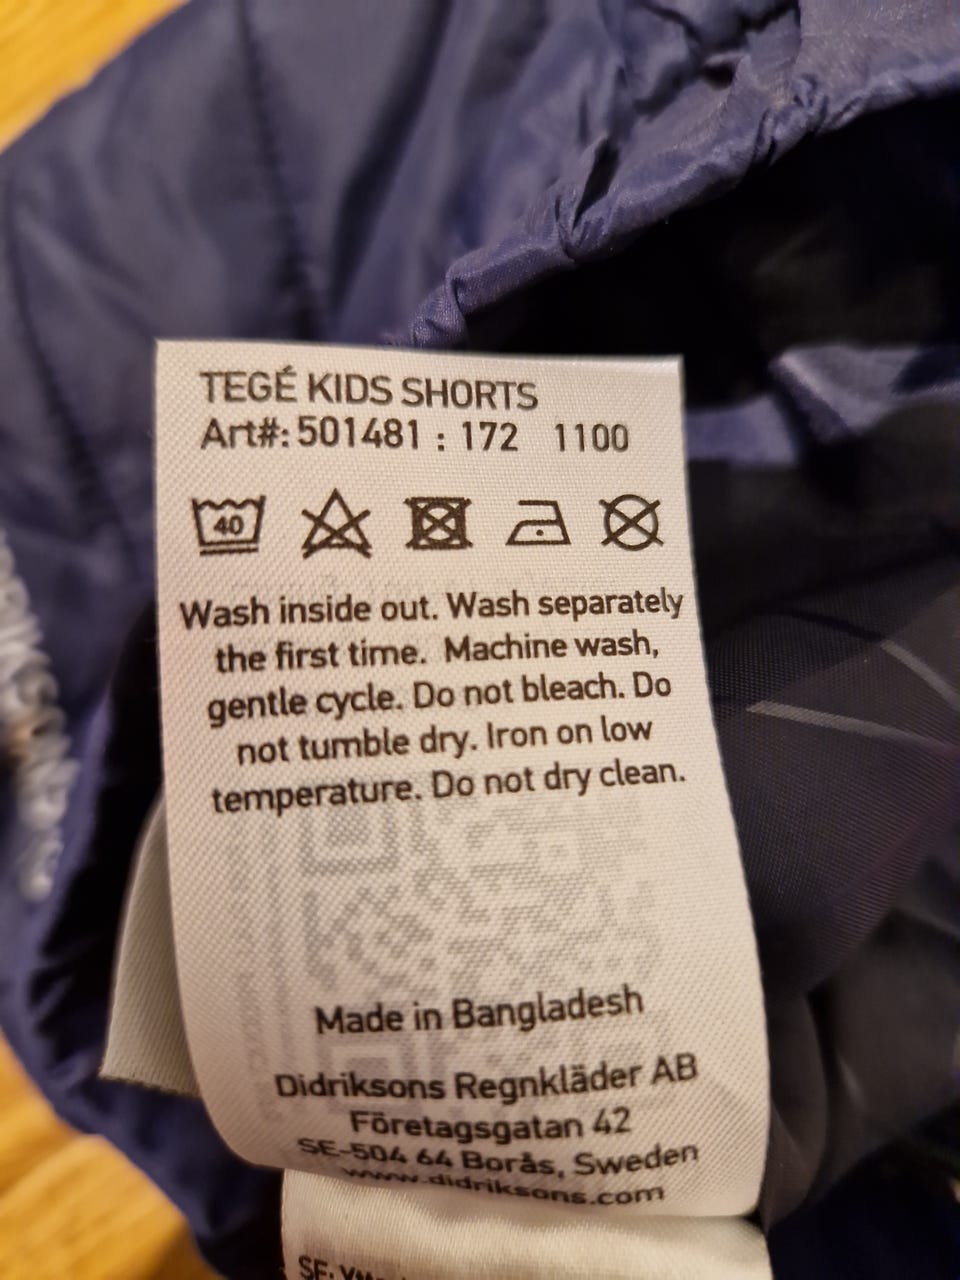 TEGÉ KIDS SHORTS
Art#: 501481 : 172 1100
40
Wash inside out. Wash separately
the first time. Machine wash,
gentle cycle. Do not bleach. Do
not tumble dry. Iron on low
temperature. Do not dry clean.
Made in Bangladesh
Didriksons Regnkläder AB
Företagsgatan 42
SE-504 64 Borås, Sweden
www.didriksons.com